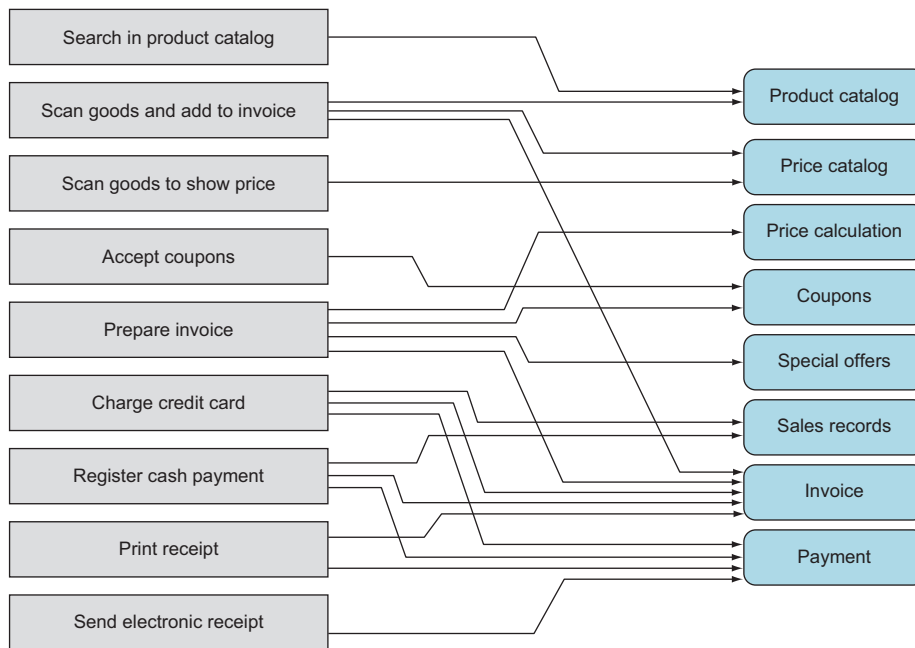 Search in product catalog
Scan goods and add to invoice
Scan goods to show price
Accept coupons
Prepare invoice
Charge credit card
Register cash payment
Print receipt
Send electronic receipt
Product catalog
Price catalog
Price calculation
Coupons
Special offers
Sales records
Invoice
Payment